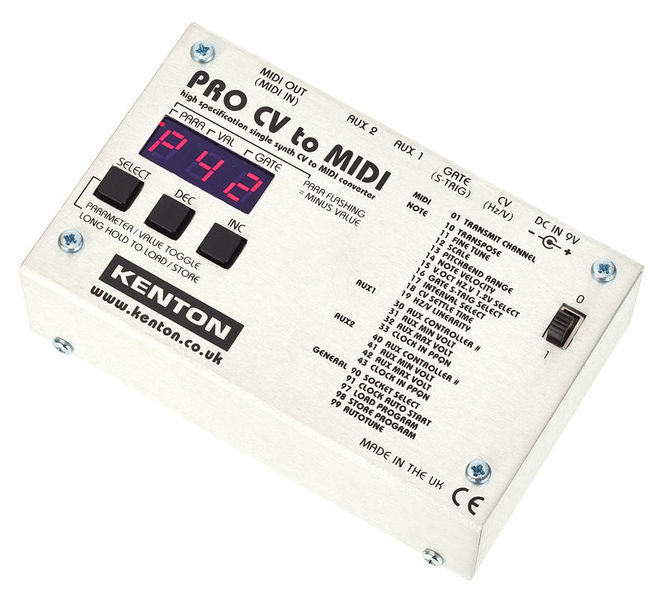 MIDI OUT
(MIDI IN)
AUX 2
AUX 1
GATE
(S-TRIG)
CV
(Hz/V)
DC IN 9V
- +
PRO CV to MIDI
high specification single synth CV to MIDI converter
PARA
VAL
GATE
P42
PARA FLASHING
= MINUS VALUE
SELECT
DEC
INC
PARAMETER / VALUE TOGGLE
LONG HOLD TO LOAD / STORE
KENTON
www.kenton.co.uk
MIDI 01 TRANSMIT CHANNEL
NOTE 10 TRANSPOSE
11 FINE TUNE
12 SCALE
13 PITCHBEND RANGE
14 NOTE VELOCITY
15 V.OCT HZ.V 1.2V SELECT
16 GATE S-TRIG SELECT
17 INTERVAL SELECT
18 CV SETTLE TIME
19 HZ/V LINEARITY
AUX1 30 AUX CONTROLLER #
31 AUX MIN VOLT
32 AUX MAX VOLT
33 CLOCK IN PPQN
AUX2 40 AUX CONTROLLER #
41 AUX MIN VOLT
42 AUX MAX VOLT
43 CLOCK IN PPQN
GENERAL 90 SOCKET SELECT
91 CLOCK AUTO START
97 LOAD PROGRAM
98 STORE PROGRAM
99 AUTOTUNE
0
1
MADE IN THE UK
CE